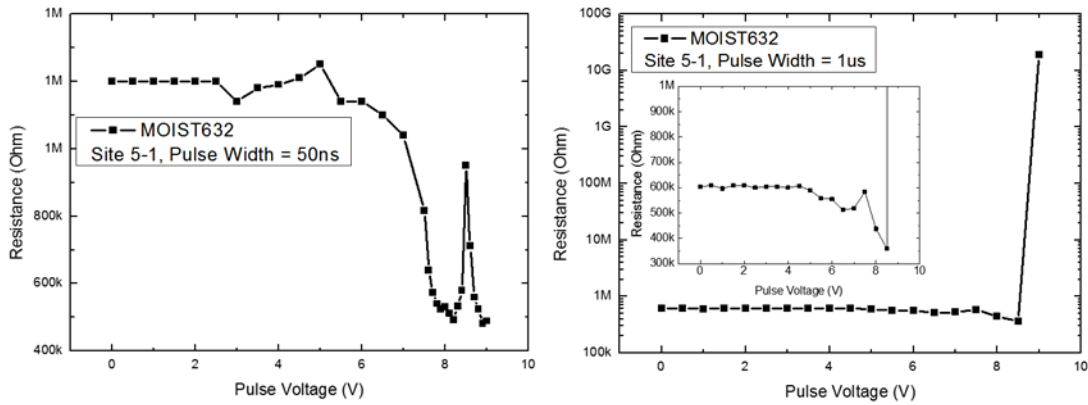 1M
1M
1M
800k
600k
400k
0
2
4
6
8
10
Resistance (Ohm)
Pulse Voltage (V)
MOIST632
Site 5-1, Pulse Width = 50ns
100G
10G
1G
100M
10M
1M
100k
0
2
4
6
8
10
Resistance (Ohm)
Pulse Voltage (V)
MOIST632
Site 5-1, Pulse Width = 1us
1M
900k
800k
700k
600k
500k
400k
300k
0
2
4
6
8
10
Resistance (Ohm)
Pulse Voltage (V)